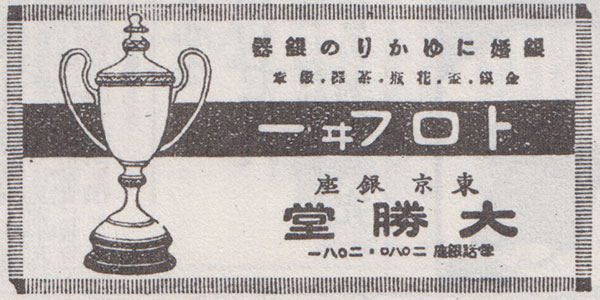 銀婚にゆかりの銀器
金銀・盃・花瓶・茶器・徽章
トロフヰー
東京銀座
大勝堂
電話銀座二〇八〇・二〇八一